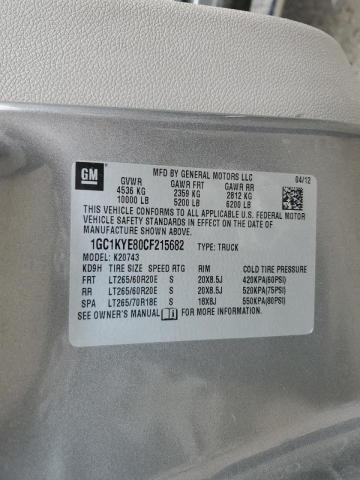 GM
MFD BY GENERAL MOTORS LLC
04/12
GVWR GAWR FRT GAWR RR
4536 KG 2359 KG 2812 KG
10000 LB 5200 LB 6200 LB
THIS VEHICLE CONFORMS TO ALL APPLICABLE U.S. FEDERAL MOTOR
VEHICLE SAFETY STANDARDS IN EFFECT ON THE DATE OF
MANUFACTURE SHOWN ABOVE.
1GC1KYE80CF215682 TYPE: TRUCK
MODEL: K20743
KD9H TIRE SIZE SPEED RTG RIM COLD TIRE PRESSURE
FRT LT265/60R20E S 20X8.5J 420KPA(60PSI)
RR LT265/60R20E S 20X8.5J 520KPA(75PSI)
SPA LT265/70R18E S 18X8J 550KPA(80PSI)
SEE OWNER'S MANUAL FOR MORE INFORMATION.